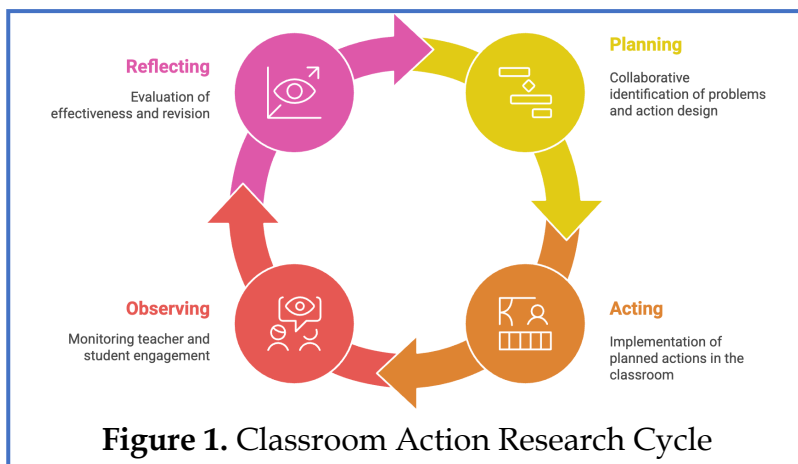 Reflecting
Evaluation of
effectiveness and revision
Planning
Collaborative
identification of problems
and action design
Observing
Monitoring teacher and
student engagement
Acting
Implementation of
planned actions in the
classroom
Figure 1. Classroom Action Research Cycle